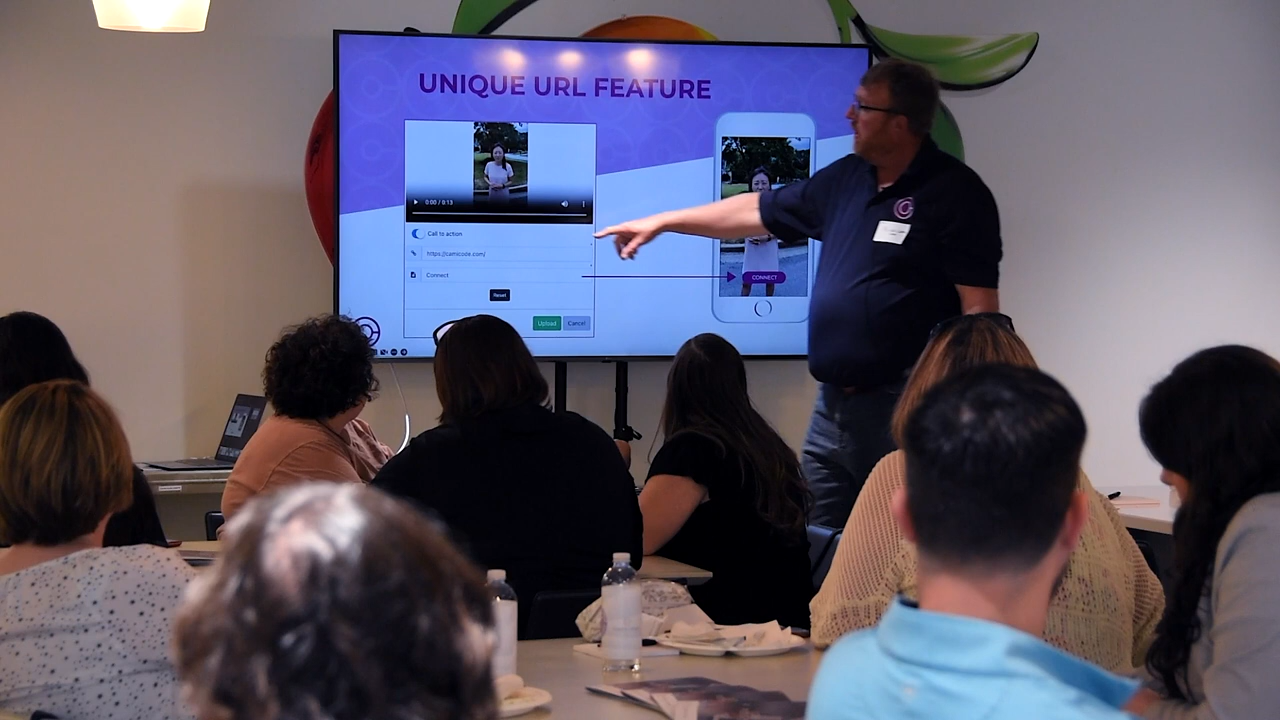 UNIQUE URL FEATURE
0:00 / 0:13
Call to action
https://camicode.com/
Connect
CONNECT
Reset
Upload
Cancel